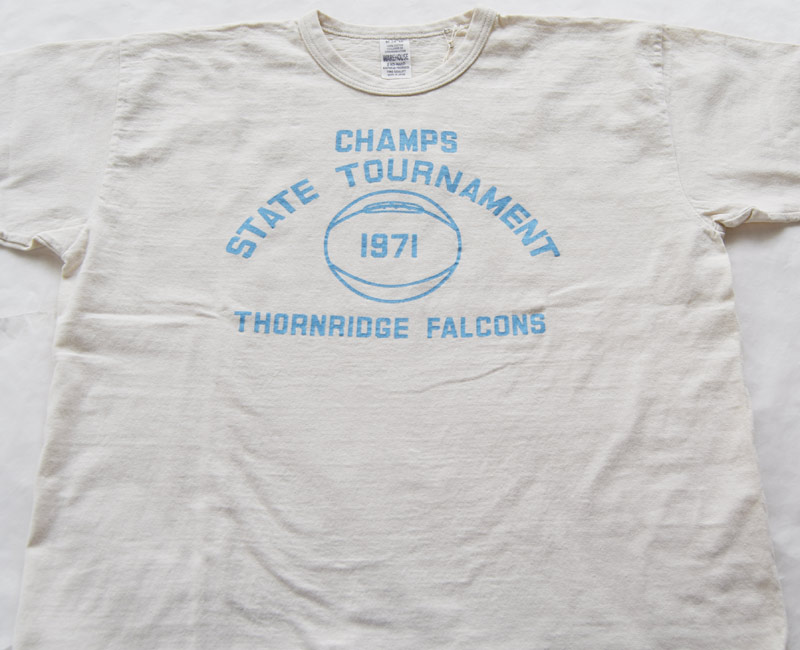 CHAMPS
STATE TOURNAMENT
1971
THORNRIDGE FALCONS